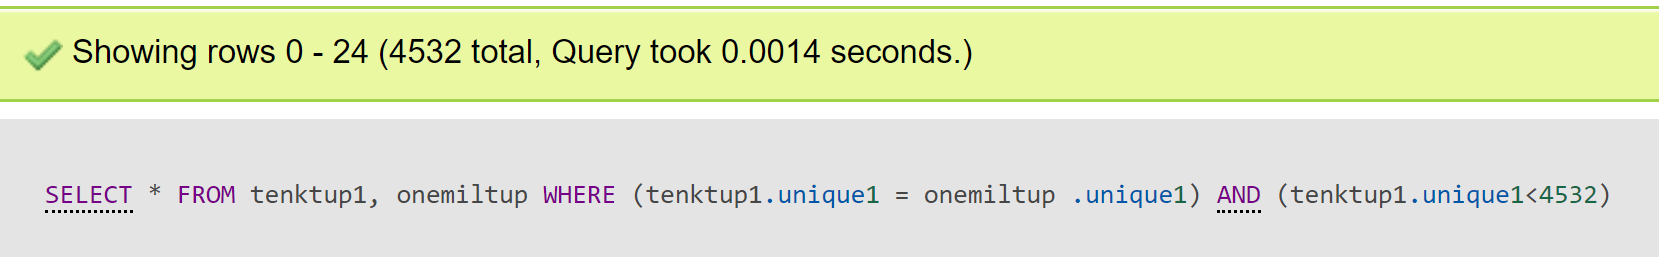 Showing rows 0 - 24 (4532 total, Query took 0.0014 seconds.)
SELECT * FROM tenktup1, onemiltup WHERE (tenktup1.unique1 = onemiltup .unique1) AND (tenktup1.unique1<4532)